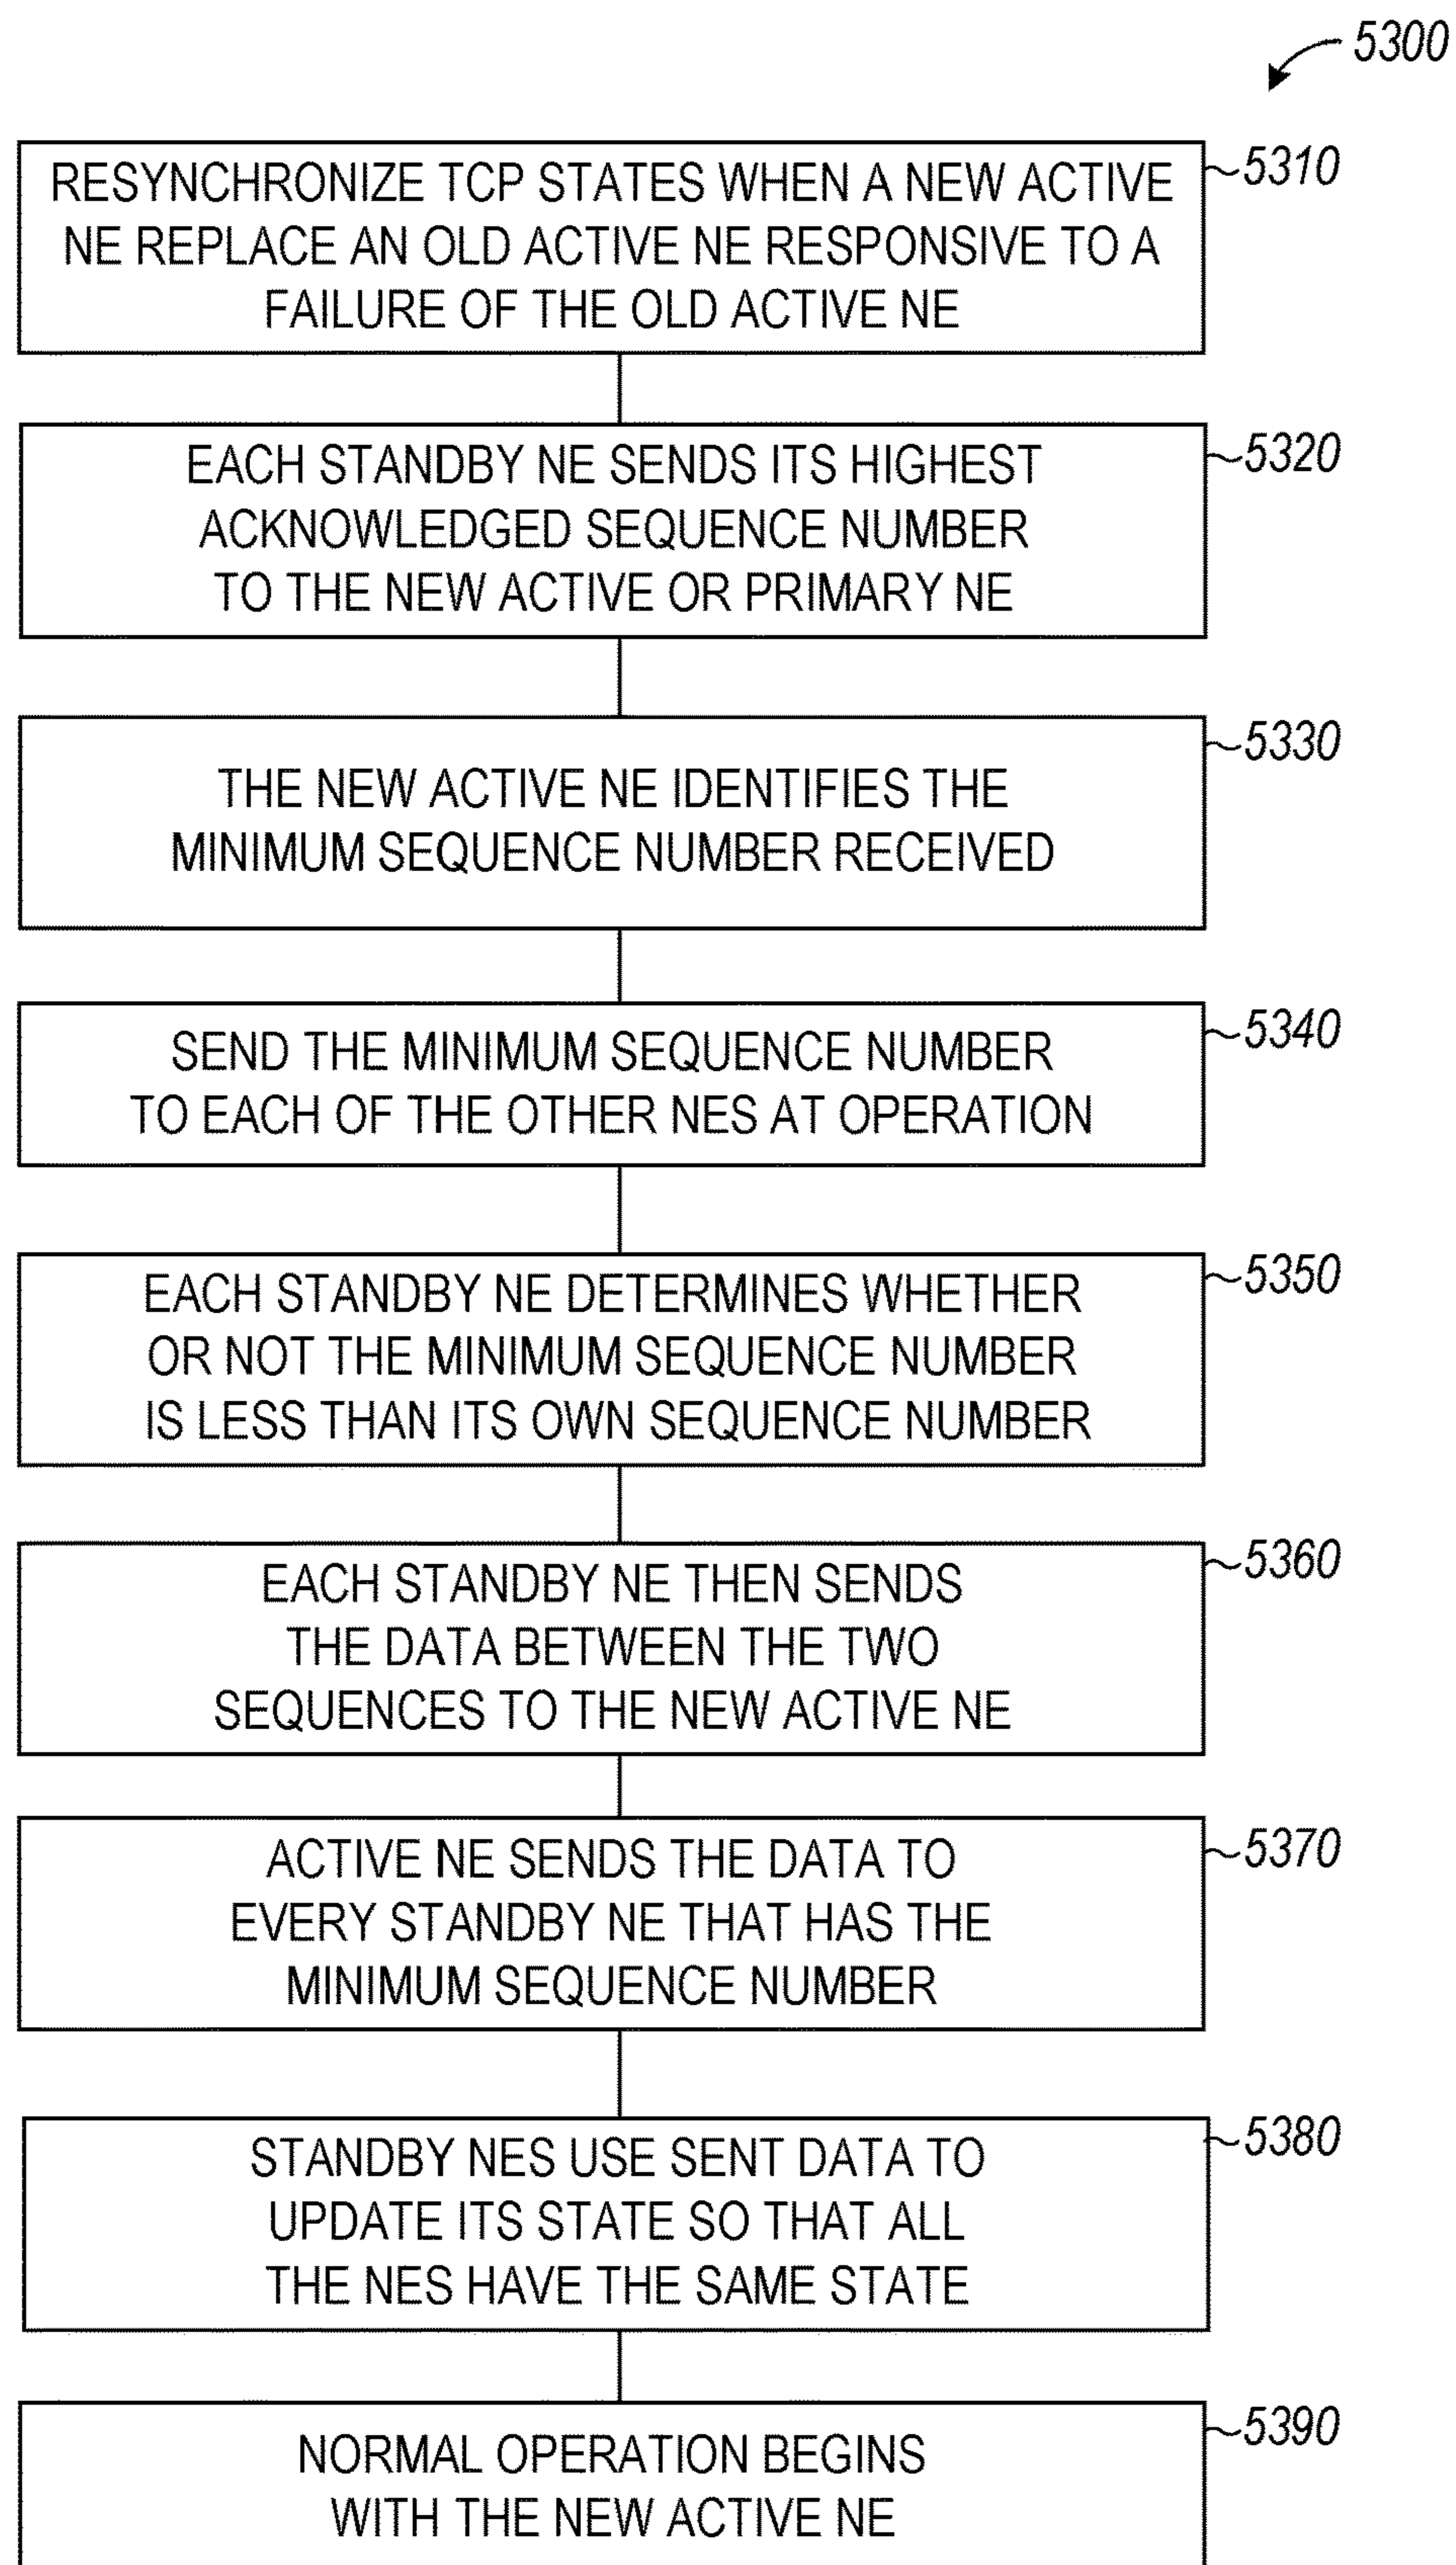 5300
RESYNCHRONIZE TCP STATES WHEN A NEW ACTIVE
NE REPLACE AN OLD ACTIVE NE RESPONSIVE TO A
FAILURE OF THE OLD ACTIVE NE
5310
EACH STANDBY NE SENDS ITS HIGHEST
ACKNOWLEDGED SEQUENCE NUMBER
TO THE NEW ACTIVE OR PRIMARY NE
5320
THE NEW ACTIVE NE IDENTIFIES THE
MINIMUM SEQUENCE NUMBER RECEIVED
5330
SEND THE MINIMUM SEQUENCE NUMBER
TO EACH OF THE OTHER NES AT OPERATION
5340
EACH STANDBY NE DETERMINES WHETHER
OR NOT THE MINIMUM SEQUENCE NUMBER
IS LESS THAN ITS OWN SEQUENCE NUMBER
5350
EACH STANDBY NE THEN SENDS
THE DATA BETWEEN THE TWO
SEQUENCES TO THE NEW ACTIVE NE
5360
ACTIVE NE SENDS THE DATA TO
EVERY STANDBY NE THAT HAS THE
MINIMUM SEQUENCE NUMBER
5370
STANDBY NES USE SENT DATA TO
UPDATE ITS STATE SO THAT ALL
THE NES HAVE THE SAME STATE
5380
NORMAL OPERATION BEGINS
WITH THE NEW ACTIVE NE
5390